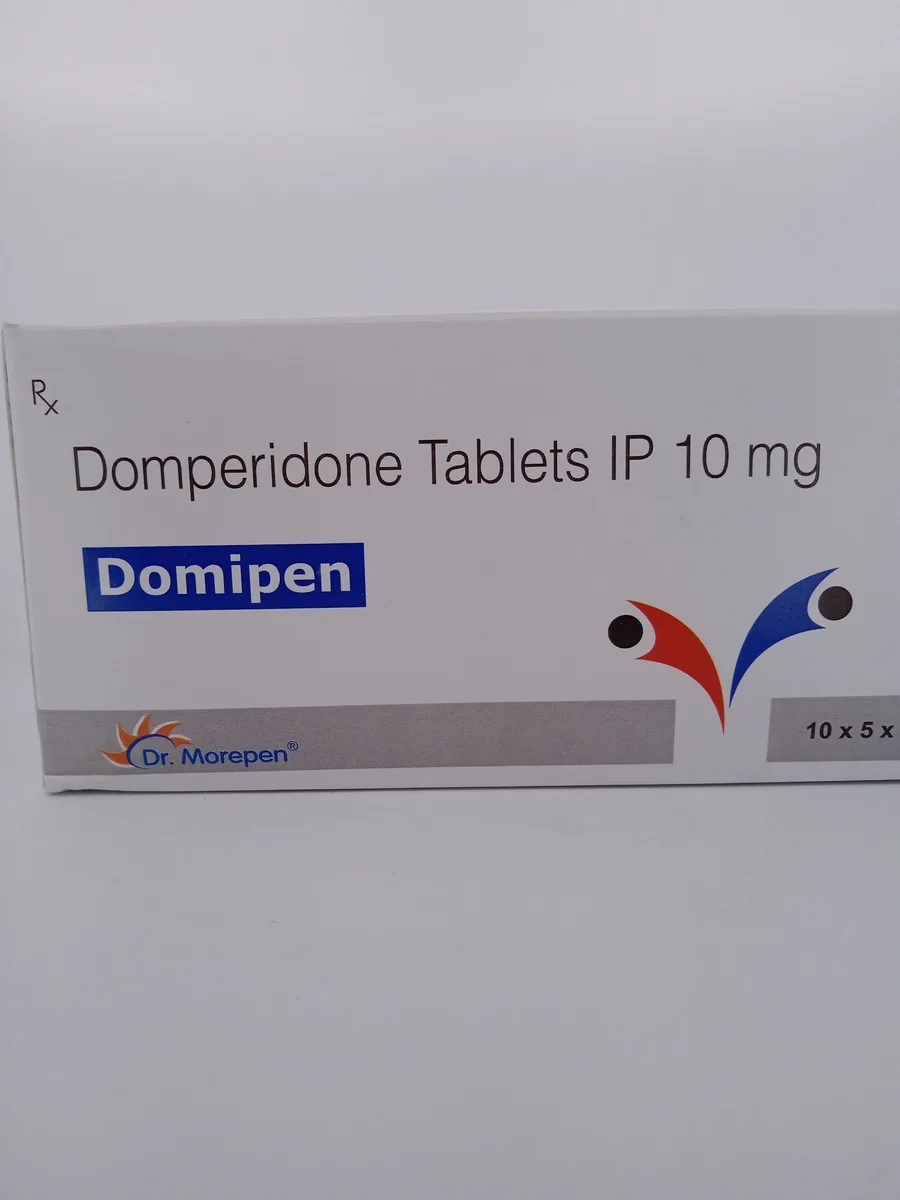 Rx
Domperidone Tablets IP 10 mg
Domipen
Dr. Morepen®
10 x 5 x